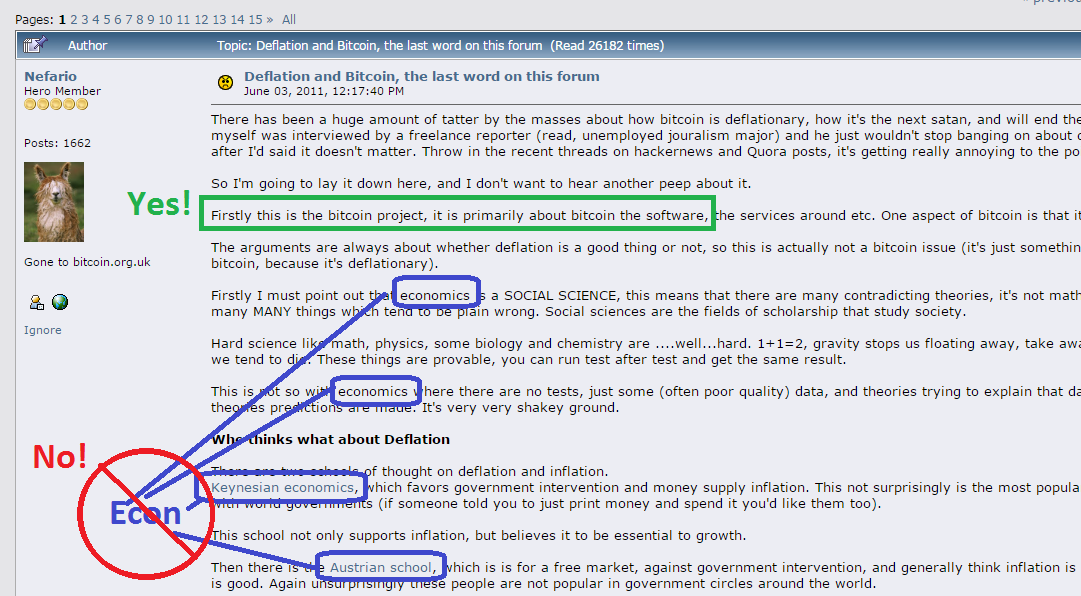 « previou
Pages: 1 2 3 4 5 6 7 8 9 10 11 12 13 14 15 » All
Author Topic: Deflation and Bitcoin, the last word on this forum (Read 26182 times)
Nefario
Hero Member
Posts: 1662
Gone to bitcoin.org.uk
Ignore
Deflation and Bitcoin, the last word on this forum
June 03, 2011, 12:17:40 PM
There has been a huge amount of tatter by the masses about how bitcoin is deflationary, how it's the next satan, and will end the
myself was interviewed by a freelance reporter (read, unemployed jouralism major) and he just wouldn't stop banging on about
after I'd said it doesn't matter. Throw in the recent threads on hackernews and Quora posts, it's getting really annoying to the po
So I'm going to lay it down here, and I don't want to hear another peep about it.
Yes!
Firstly this is the bitcoin project, it is primarily about bitcoin the software, the services around etc. One aspect of bitcoin is that it
The arguments are always about whether deflation is a good thing or not, so this is actually not a bitcoin issue (it's just somethin
bitcoin, because it's deflationary).
Firstly I must point out that economics is a SOCIAL SCIENCE, this means that there are many contradicting theories, it's not math
many MANY things which tend to be plain wrong. Social sciences are the fields of scholarship that study society.
Hard science like math, physics, some biology and chemistry are ....well...hard. 1+1=2, gravity stops us floating away, take awa
we tend to die. These things are provable, you can run test after test and get the same result.
This is not so with economics where there are no tests, just some (often poor quality) data, and theories trying to explain that da
theories predictions are made. It's very very shakey ground.
Who thinks what about Deflation
No!
Econ
There are two schools of thought on deflation and inflation.
Keynesian economics, which favors government intervention and money supply inflation. This not surprisingly is the most popula
with world governments (if someone told you to just print money and spend it you'd like them too).
This school not only supports inflation, but believes it to be essential to growth.
Then there is the Austrian school, which is is for a free market, against government intervention, and generally think inflation is
is good. Again unsurprisingly these people are not popular in government circles around the world.